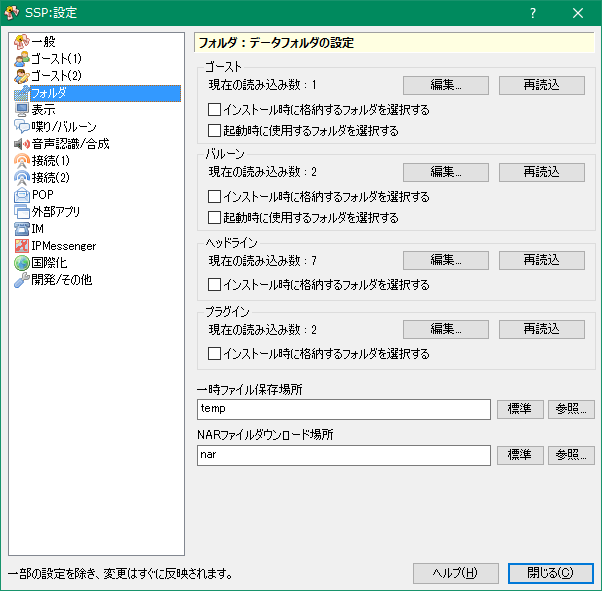 SSP:設定
一般
ゴースト(1)
ゴースト(2)
フォルダ
表示
喋り/バルーン
音声認識/合成
接続(1)
接続(2)
POP
外部アプリ
IM
IPMessenger
国際化
開発/その他
フォルダ：データフォルダの設定
ゴースト
現在の読み込み数：1 編集... 再読込
インストール時に格納するフォルダを選択する
起動時に使用するフォルダを選択する
バルーン
現在の読み込み数：2 編集... 再読込
インストール時に格納するフォルダを選択する
起動時に使用するフォルダを選択する
ヘッドライン
現在の読み込み数：7 編集... 再読込
インストール時に格納するフォルダを選択する
プラグイン
現在の読み込み数：2 編集... 再読込
インストール時に格納するフォルダを選択する
一時ファイル保存場所
temp 標準 参照...
NARファイルダウンロード場所
nar 標準 参照...
一部の設定を除き、変更はすぐに反映されます。 ヘルプ(H) 閉じる(C)